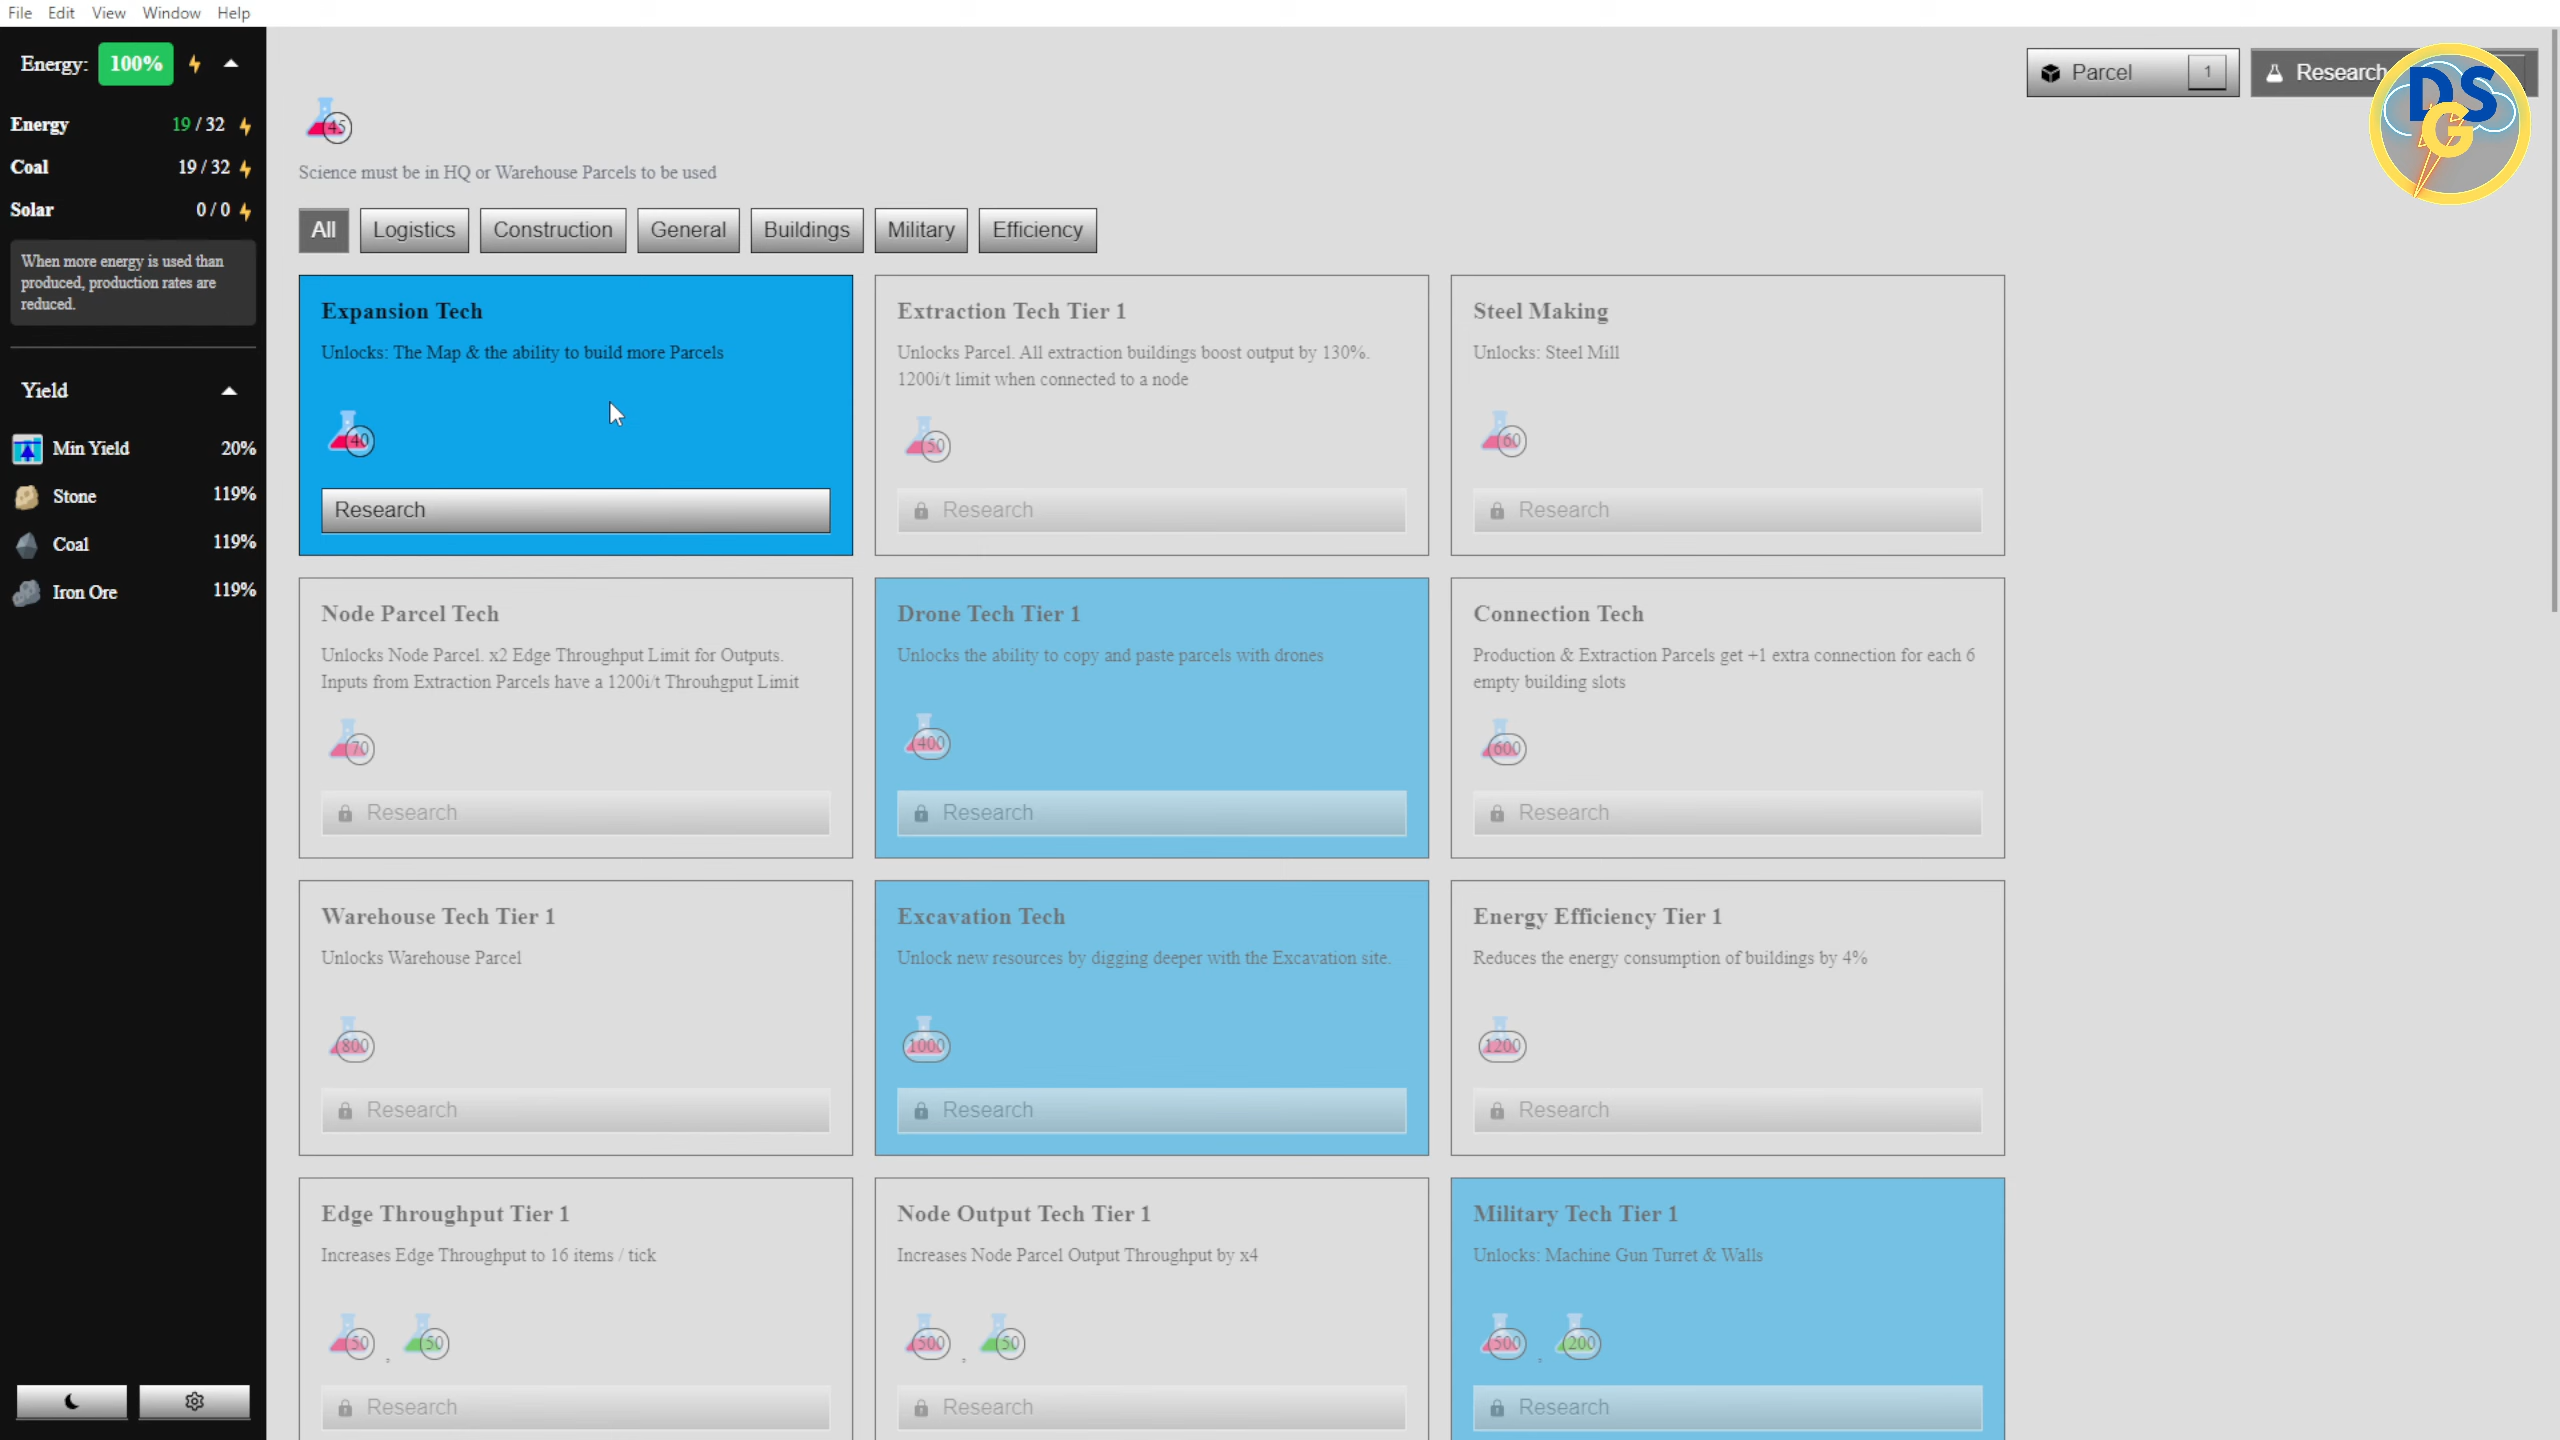 File Edit View Window Help
Energy: 100%
Energy 19 / 32
Coal 19 / 32
Solar 0 / 0
When more energy is used than
produced, production rates are
reduced.
Yield
Min Yield 20%
Stone 119%
Coal 119%
Iron Ore 119%
Parcel 1
Research
DSG
45
Science must be in HQ or Warehouse Parcels to be used
All Logistics Construction General Buildings Military Efficiency
Expansion Tech
Unlocks: The Map & the ability to build more Parcels
40
Research
Extraction Tech Tier 1
Unlocks Parcel. All extraction buildings boost output by 130%.
1200i/t limit when connected to a node
50
Research
Steel Making
Unlocks: Steel Mill
60
Research
Node Parcel Tech
Unlocks Node Parcel. x2 Edge Throughput Limit for Outputs.
Inputs from Extraction Parcels have a 1200i/t Throuhgput Limit
70
Research
Drone Tech Tier 1
Unlocks the ability to copy and paste parcels with drones
400
Research
Connection Tech
Production & Extraction Parcels get +1 extra connection for each 6
empty building slots
600
Research
Warehouse Tech Tier 1
Unlocks Warehouse Parcel
800
Research
Excavation Tech
Unlock new resources by digging deeper with the Excavation site.
1000
Research
Energy Efficiency Tier 1
Reduces the energy consumption of buildings by 4%
1200
Research
Edge Throughput Tier 1
Increases Edge Throughput to 16 items / tick
50 , 50
Research
Node Output Tech Tier 1
Increases Node Parcel Output Throughput by x4
500 , 50
Research
Military Tech Tier 1
Unlocks: Machine Gun Turret & Walls
500 , 200
Research